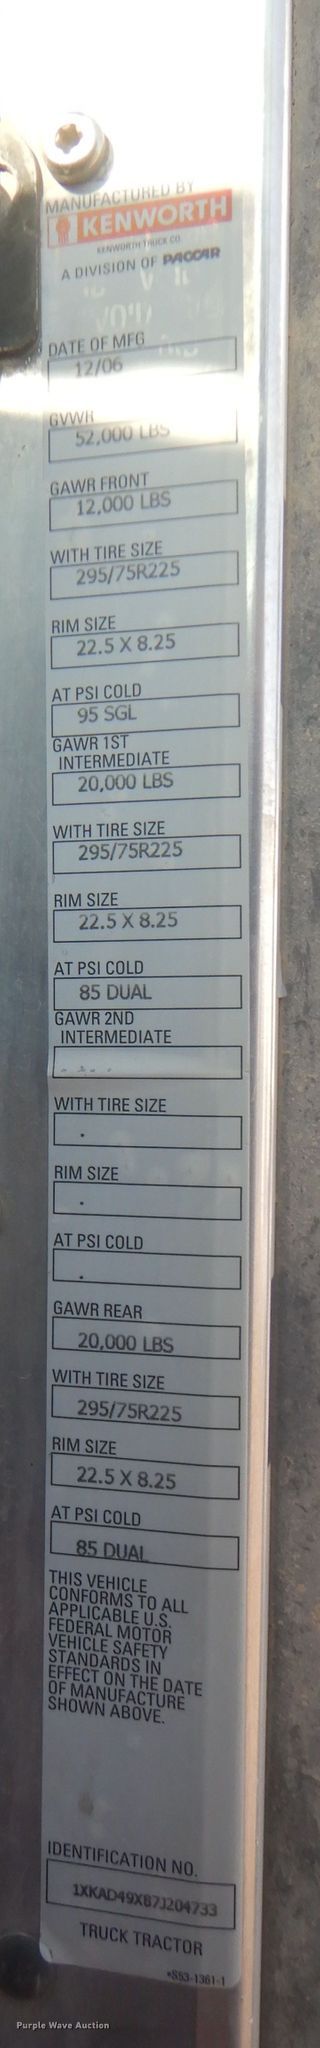 MANUFACTURED BY
KENWORTH
KENWORTH TRUCK CO.
A DIVISION OF PACCAR
DATE OF MFG
12/06
GVWR
52,000 LBS
GAWR FRONT
12,000 LBS
WITH TIRE SIZE
295/75R225
RIM SIZE
22.5 X 8.25
AT PSI COLD
95 SGL
GAWR 1ST
INTERMEDIATE
20,000 LBS
WITH TIRE SIZE
295/75R225
RIM SIZE
22.5 X 8.25
AT PSI COLD
85 DUAL
GAWR 2ND
INTERMEDIATE
WITH TIRE SIZE
.
RIM SIZE
.
AT PSI COLD
.
GAWR REAR
20,000 LBS
WITH TIRE SIZE
295/75R225
RIM SIZE
22.5 X 8.25
AT PSI COLD
85 DUAL
THIS VEHICLE
CONFORMS TO ALL
APPLICABLE U.S.
FEDERAL MOTOR
VEHICLE SAFETY
STANDARDS IN
EFFECT ON THE DATE
OF MANUFACTURE
SHOWN ABOVE.
IDENTIFICATION NO.
1XKAD49X87J204733
TRUCK TRACTOR
*S53-1361-1
Purple Wave Auction